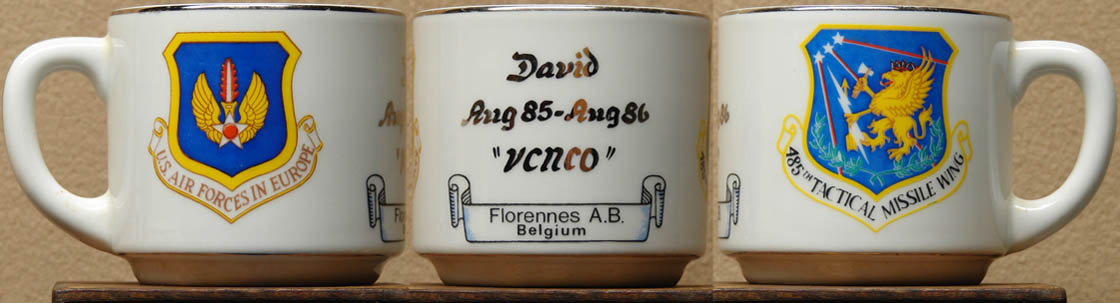 U.S. AIR FORCES IN EUROPE
David
Aug 85-Aug 86
"VCNCO"
Florennes A.B.
Belgium
485TH TACTICAL MISSILE WING